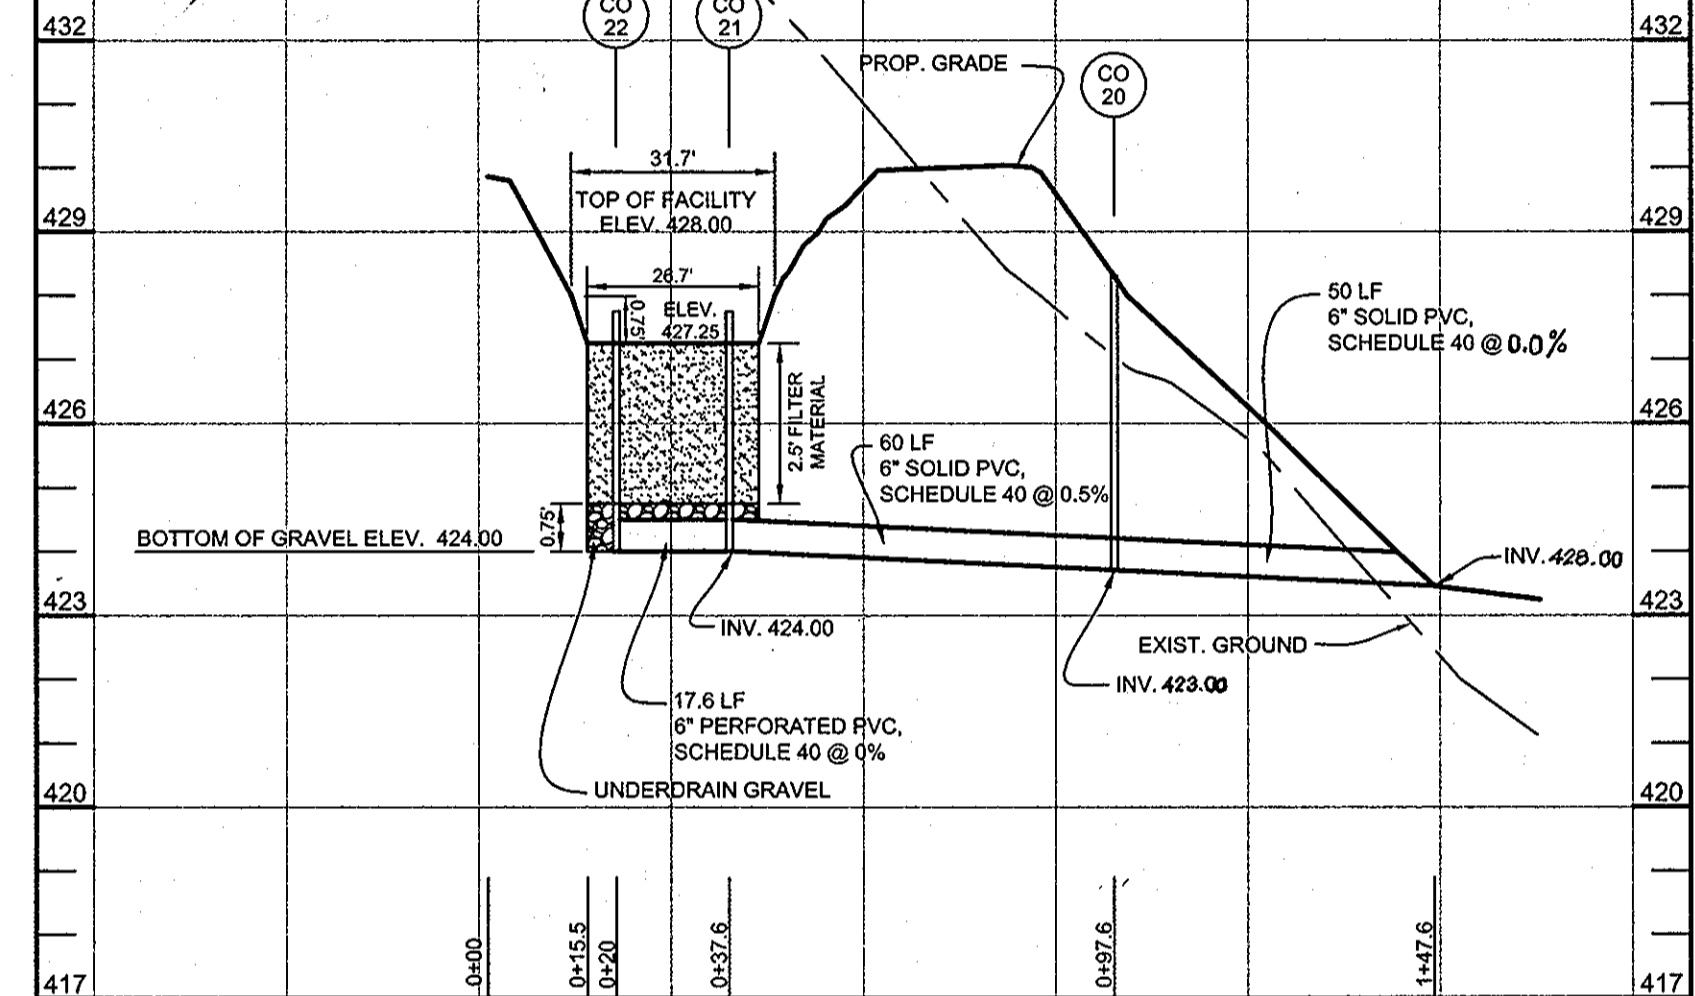 432
CO
22
CO
21
432
PROP. GRADE
CO
20
31.7'
TOP OF FACILITY
ELEV. 428.00
429
429
26.7'
0.75'
ELEV.
427.25
50 LF
6" SOLID PVC,
SCHEDULE 40 @ 0.0%
2.5' FILTER
MATERIAL
426
426
60 LF
6" SOLID PVC,
SCHEDULE 40 @ 0.5%
0.75'
BOTTOM OF GRAVEL ELEV. 424.00
INV. 428.00
423
423
INV. 424.00
EXIST. GROUND
INV. 423.00
17.6 LF
6" PERFORATED PVC,
SCHEDULE 40 @ 0%
UNDERDRAIN GRAVEL
420
420
0+00
0+15.5
0+20
0+37.6
0+97.6
1+47.6
417
417